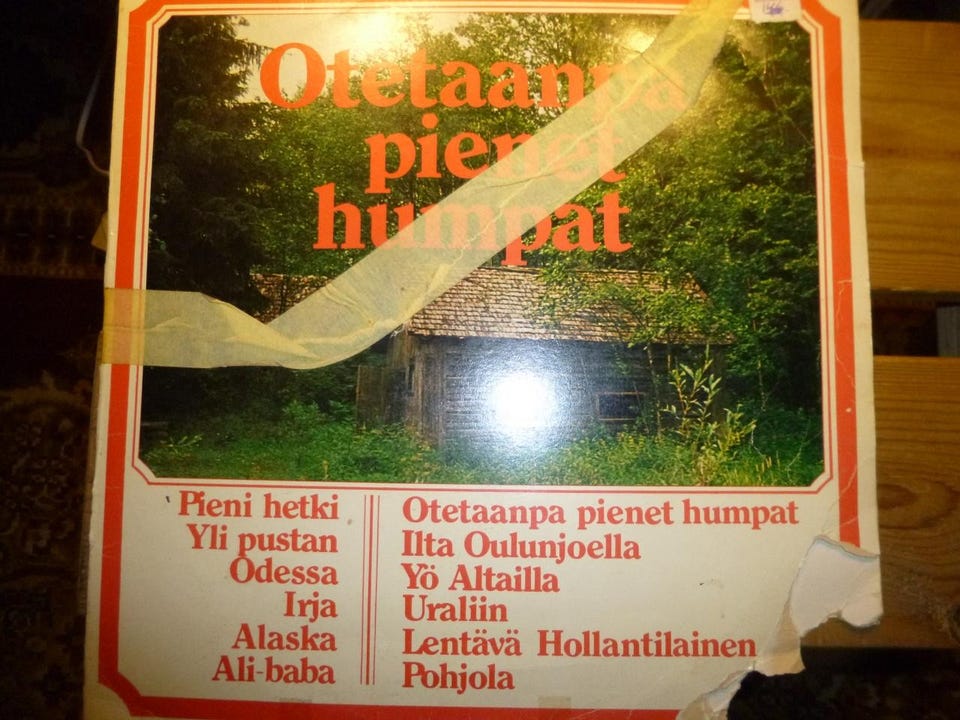 Otetaanpa
pienet
humpat
Pieni hetki
Yli pustan
Odessa
Irja
Alaska
Ali-baba
Otetaanpa pienet humpat
Ilta Oulunjoella
Yö Altailla
Uraliin
Lentävä Hollantilainen
Pohjola